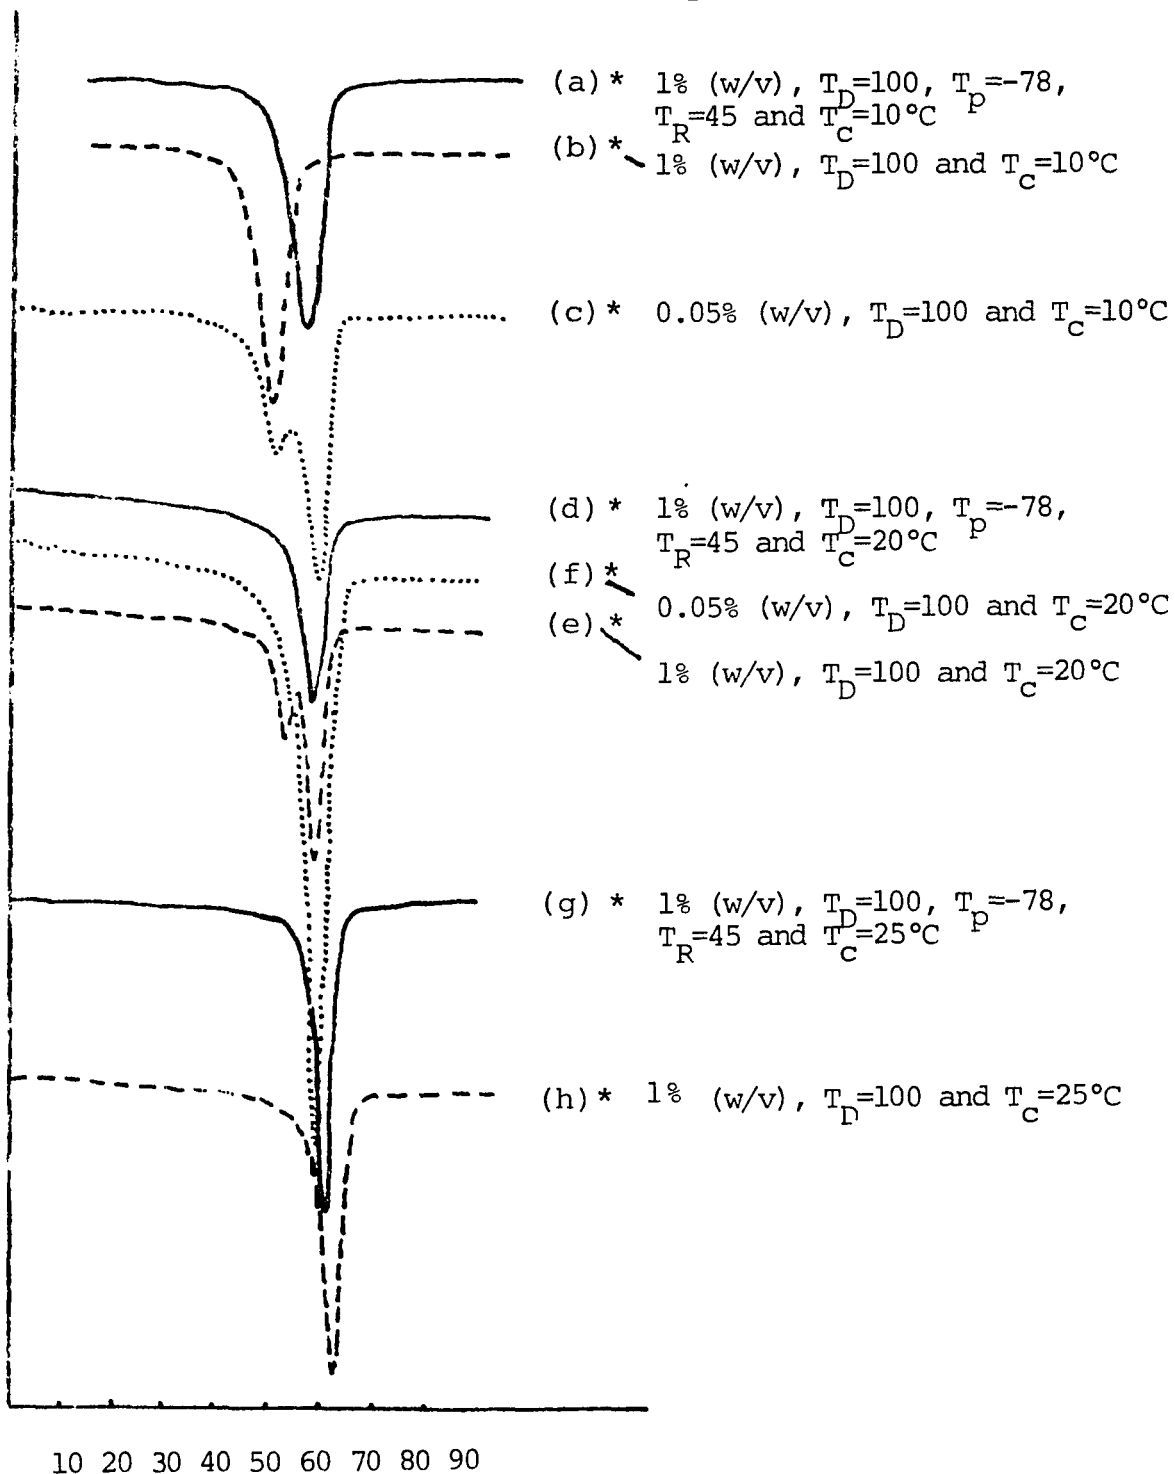 (a)* 1% (w/v), T_D=100, T_p=-78,
T_R=45 and T_c=10°C
(b)* 1% (w/v), T_D=100 and T_c=10°C
(c)* 0.05% (w/v), T_D=100 and T_c=10°C
(d)* 1% (w/v), T_D=100, T_p=-78,
T_R=45 and T_c=20°C
(f)* 0.05% (w/v), T_D=100 and T_c=20°C
(e)* 1% (w/v), T_D=100 and T_c=20°C
(g) * 1% (w/v), T_D=100, T_p=-78,
T_R=45 and T_c=25°C
(h)* 1% (w/v), T_D=100 and T_c=25°C
10 20 30 40 50 60 70 80 90